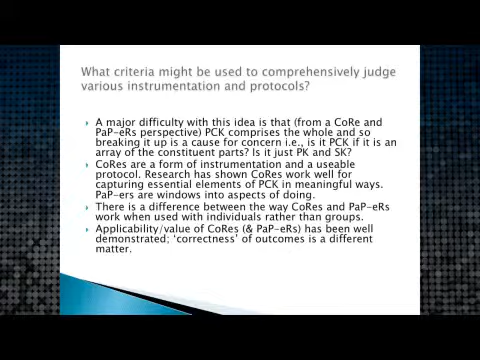 What criteria might be used to comprehensively judge
various instrumentation and protocols?
A major difficulty with this idea is that (from a CoRe and
PaP-eRs perspective) PCK comprises the whole and so
breaking it up is a cause for concern i.e., is it PCK if it is an
array of the constituent parts? Is it just PK and SK?
CoRes are a form of instrumentation and a useable
protocol. Research has shown CoRes work well for
capturing essential elements of PCK in meaningful ways.
PaP-ers are windows into aspects of doing.
There is a difference between the way CoRes and PaP-eRs
work when used with individuals rather than groups.
Applicability/value of CoRes (& PaP-eRs) has been well
demonstrated; 'correctness' of outcomes is a different
matter.